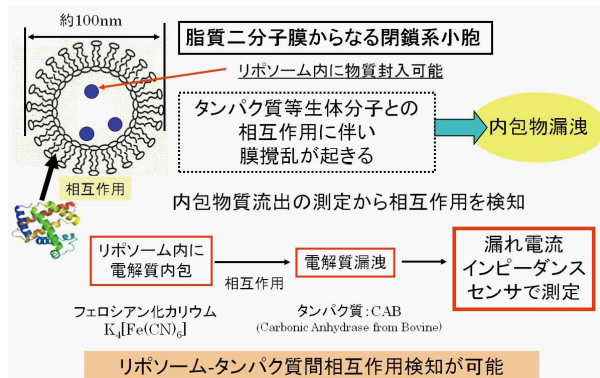 約100nm
脂質二分子膜からなる閉鎖系小胞
リポソーム内に物質封入可能
タンパク質等生体分子との
相互作用に伴い
膜攪乱が起きる
内包物漏洩
相互作用
内包物質流出の測定から相互作用を検知
リポソーム内に
電解質内包
相互作用
電解質漏洩
漏れ電流
インピーダンス
センサで測定
フェロシアン化カリウム
K₄[Fe(CN)₆]
タンパク質:CAB
(Carbonic Anhydrase from Bovine)
リポソーム-タンパク質間相互作用検知が可能